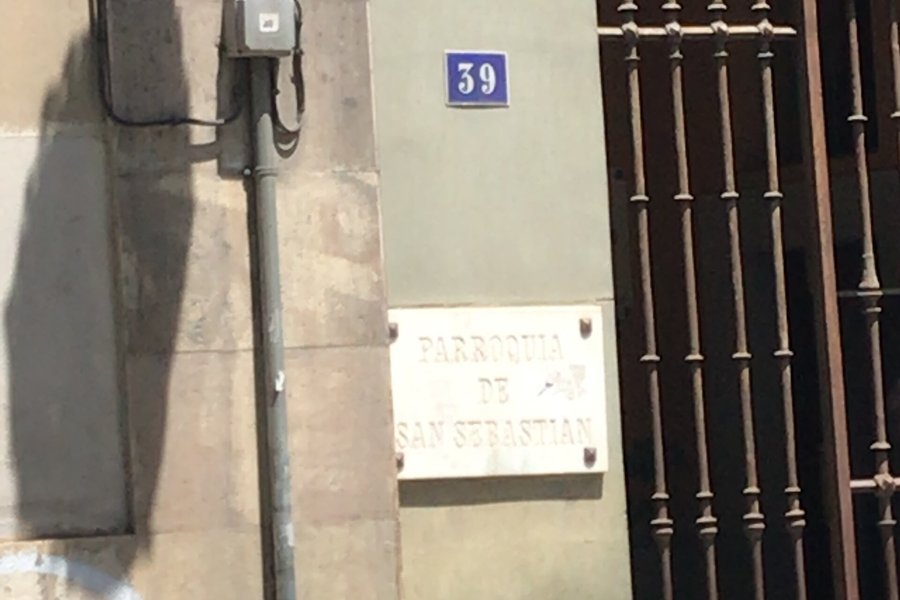 39
PARROQUIA
DE
SAN SEBASTIAN